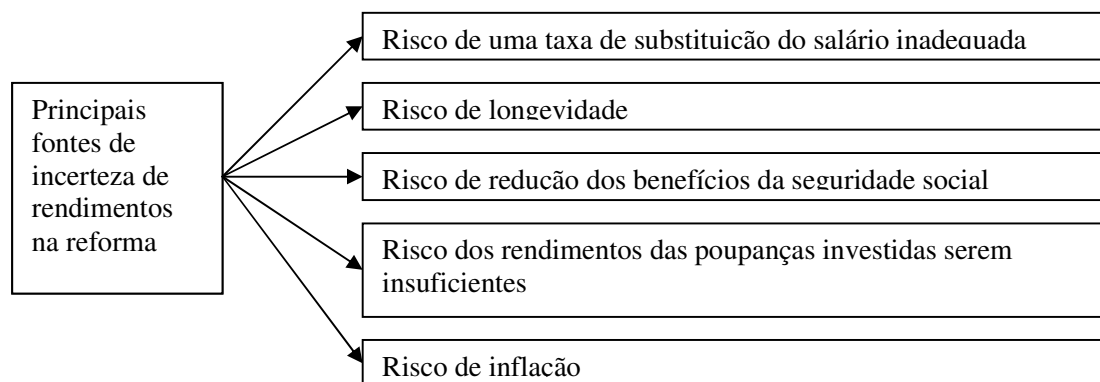 Risco de uma taxa de substituição do salário inadequada
Principais
fontes de
incerteza de
rendimentos
na reforma
Risco de longevidade
Risco de redução dos benefícios da seguridade social
Risco dos rendimentos das poupanças investidas serem
insuficientes
Risco de inflação